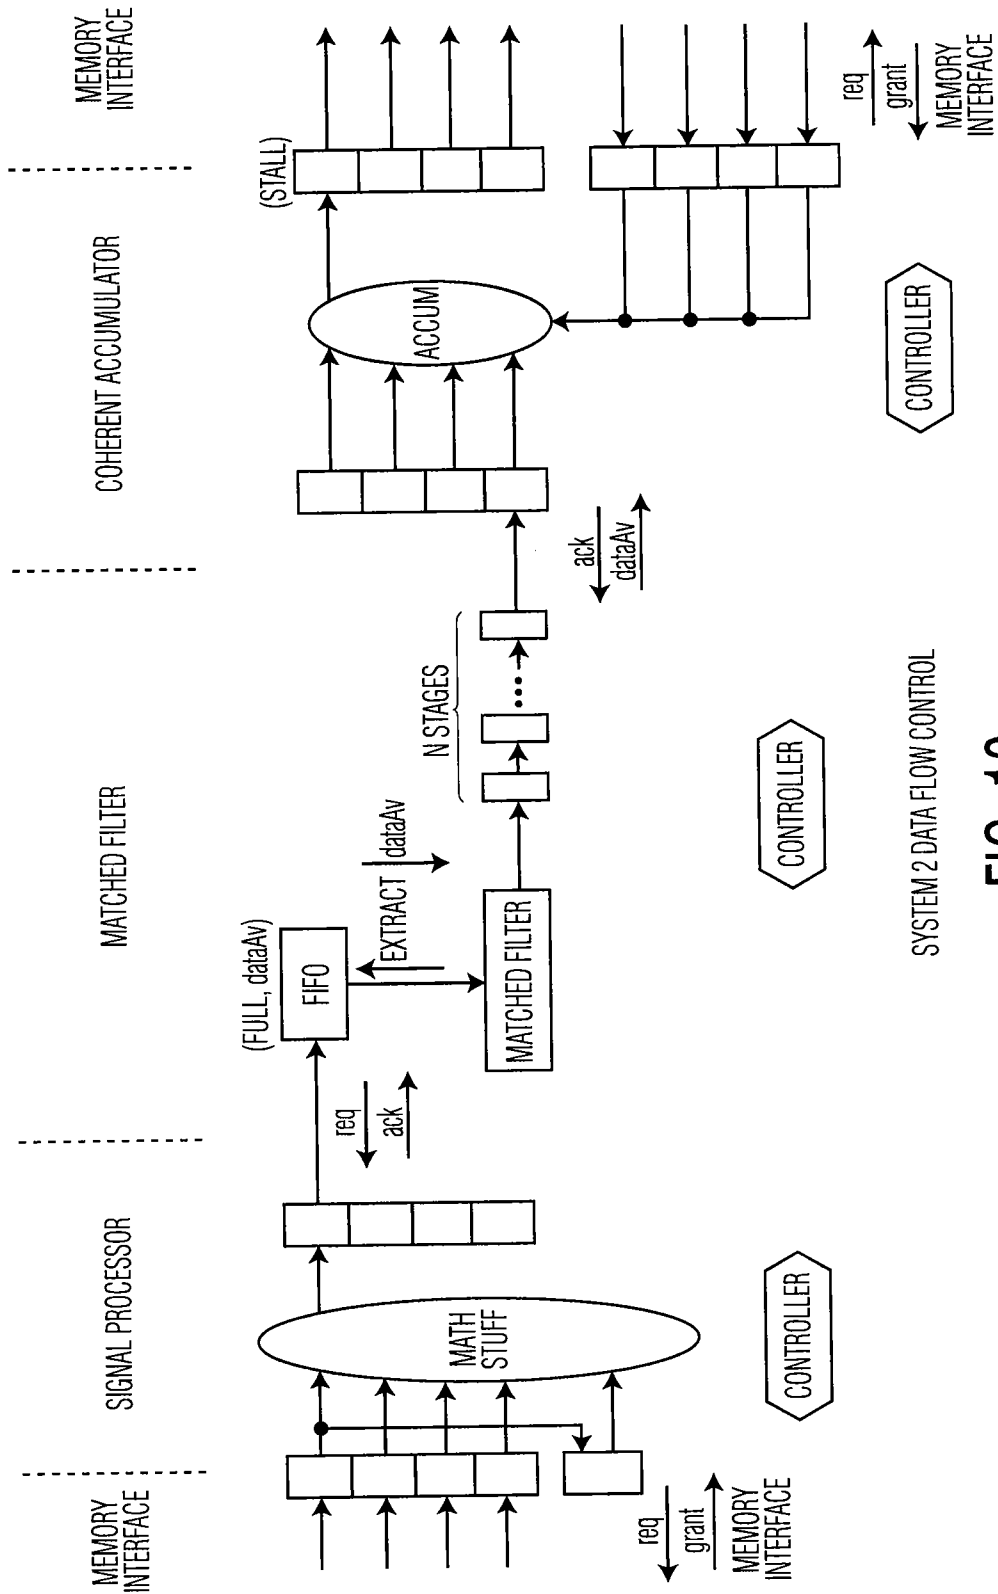 MEMORY
INTERFACE
SIGNAL PROCESSOR
MATCHED FILTER
COHERENT ACCUMULATOR
MEMORY
INTERFACE
MATH
STUFF
req
ack
(FULL, dataAv)
FIFO
EXTRACT
dataAv
MATCHED FILTER
N STAGES
ack
dataAv
ACCUM
(STALL)
req
grant
MEMORY
INTERFACE
req
grant
MEMORY
INTERFACE
CONTROLLER
CONTROLLER
CONTROLLER
SYSTEM 2 DATA FLOW CONTROL
FIG.